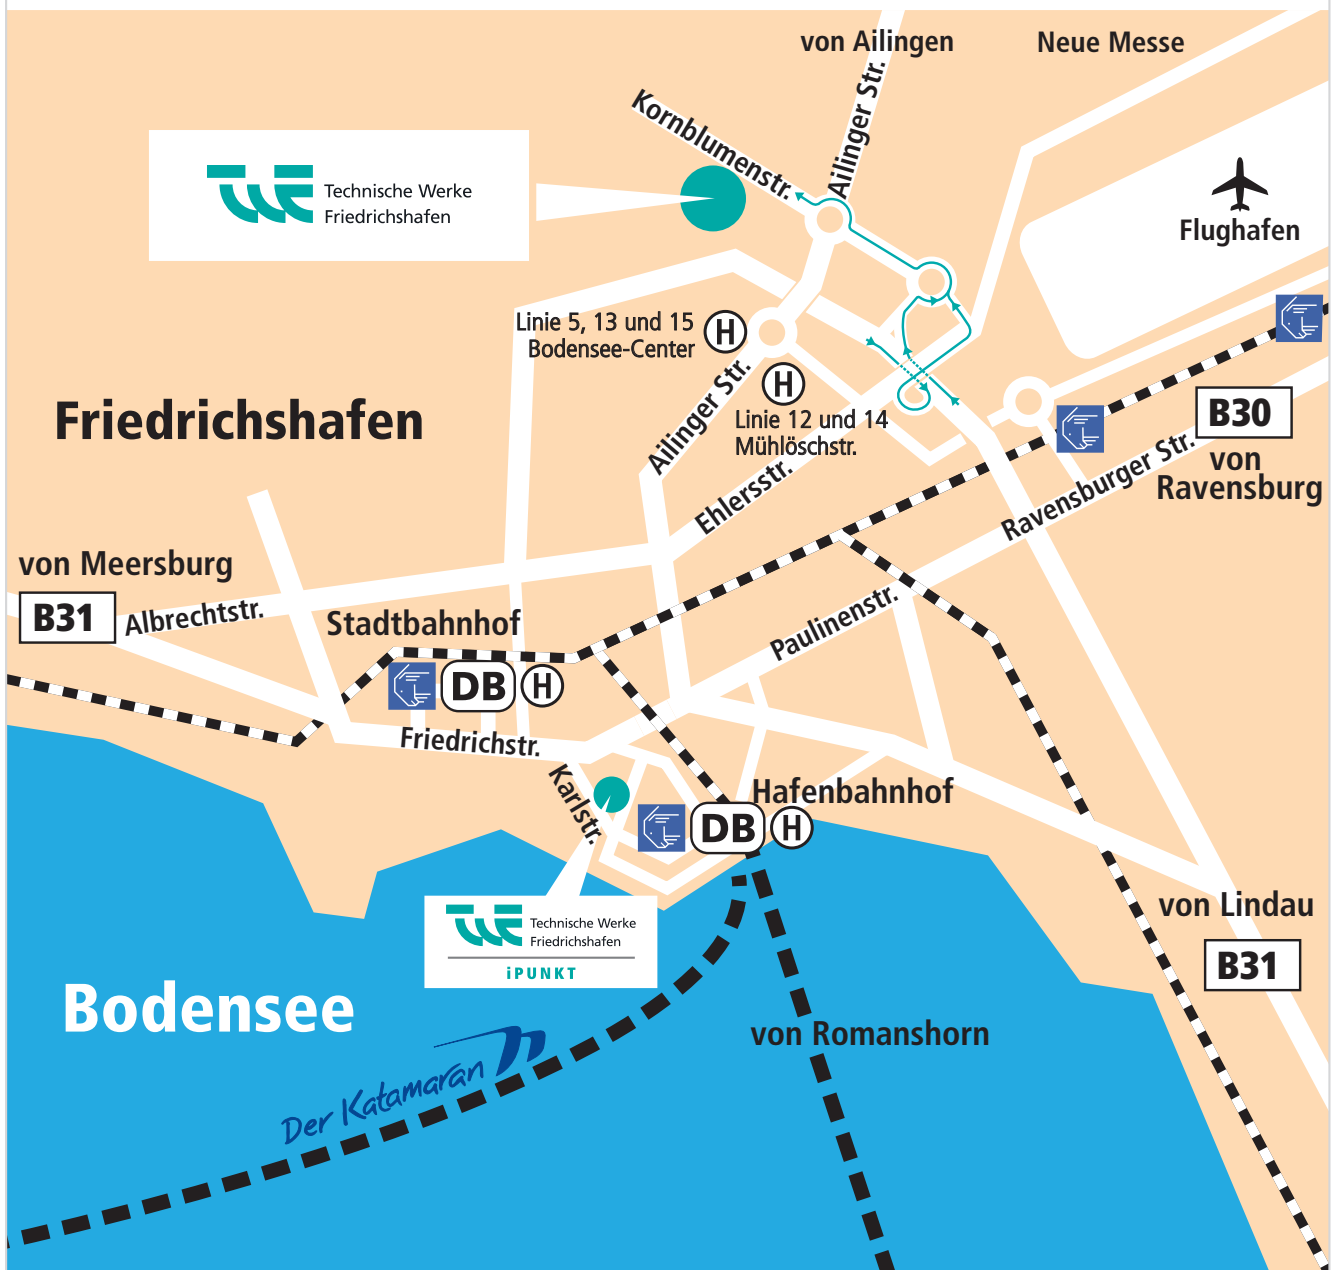 von Ailingen
Neue Messe
Kornblumenstr.
Ailinger Str.
TWF
Technische Werke
Friedrichshafen
Flughafen
Linie 5, 13 und 15
Bodensee-Center
H
H
Linie 12 und 14
Mühlöschstr.
Ailinger Str.
Ehlersstr.
Friedrichshafen
B30
von
Ravensburg
Ravensburger Str.
von Meersburg
B31
Albrechtstr.
Stadtbahnhof
DB
H
Paulinenstr.
Friedrichstr.
Karlstr.
Hafenbahnhof
DB
H
TWF
Technische Werke
Friedrichshafen
iPUNKT
von Lindau
B31
Bodensee
von Romanshorn
Der Katamaran